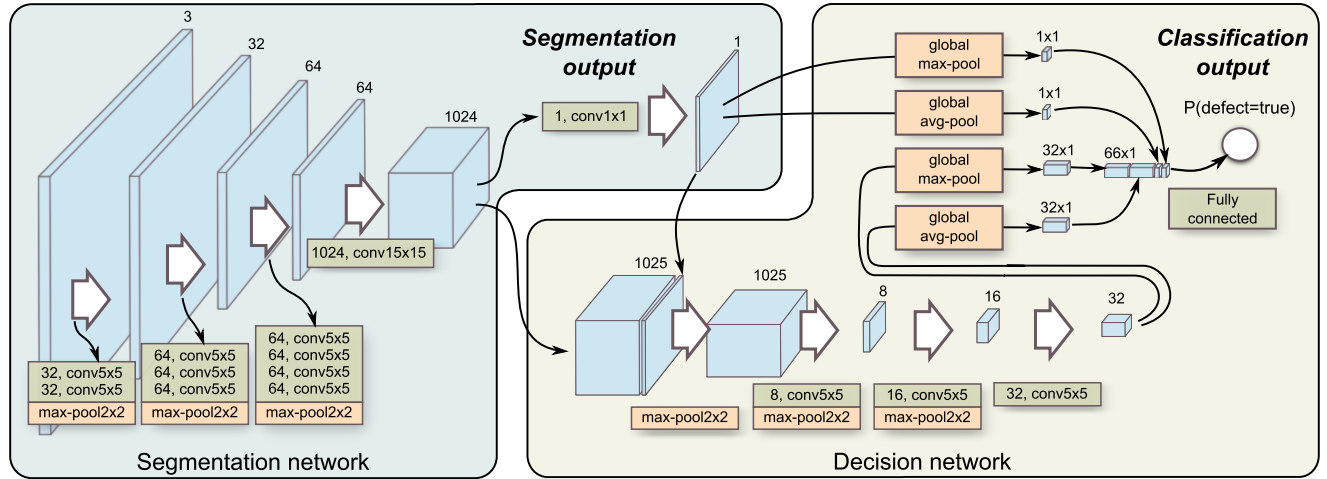 3
32
64
64
1024
Segmentation
output
1, conv1x1
1
1024, conv15x15
32, conv5x5
32, conv5x5
max-pool2x2
64, conv5x5
64, conv5x5
64, conv5x5
max-pool2x2
64, conv5x5
64, conv5x5
64, conv5x5
64, conv5x5
max-pool2x2
Segmentation network
global
max-pool
1x1
global
avg-pool
1x1
global
max-pool
32x1
global
avg-pool
32x1
66x1
Classification
output
P(defect=true)
Fully
connected
1025
1025
8
16
32
max-pool2x2
8, conv5x5
max-pool2x2
16, conv5x5
max-pool2x2
32, conv5x5
Decision network